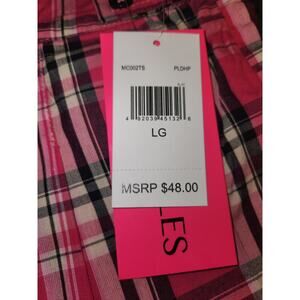 MC002TS PLDHP
LG
MSRP $48.00
LES